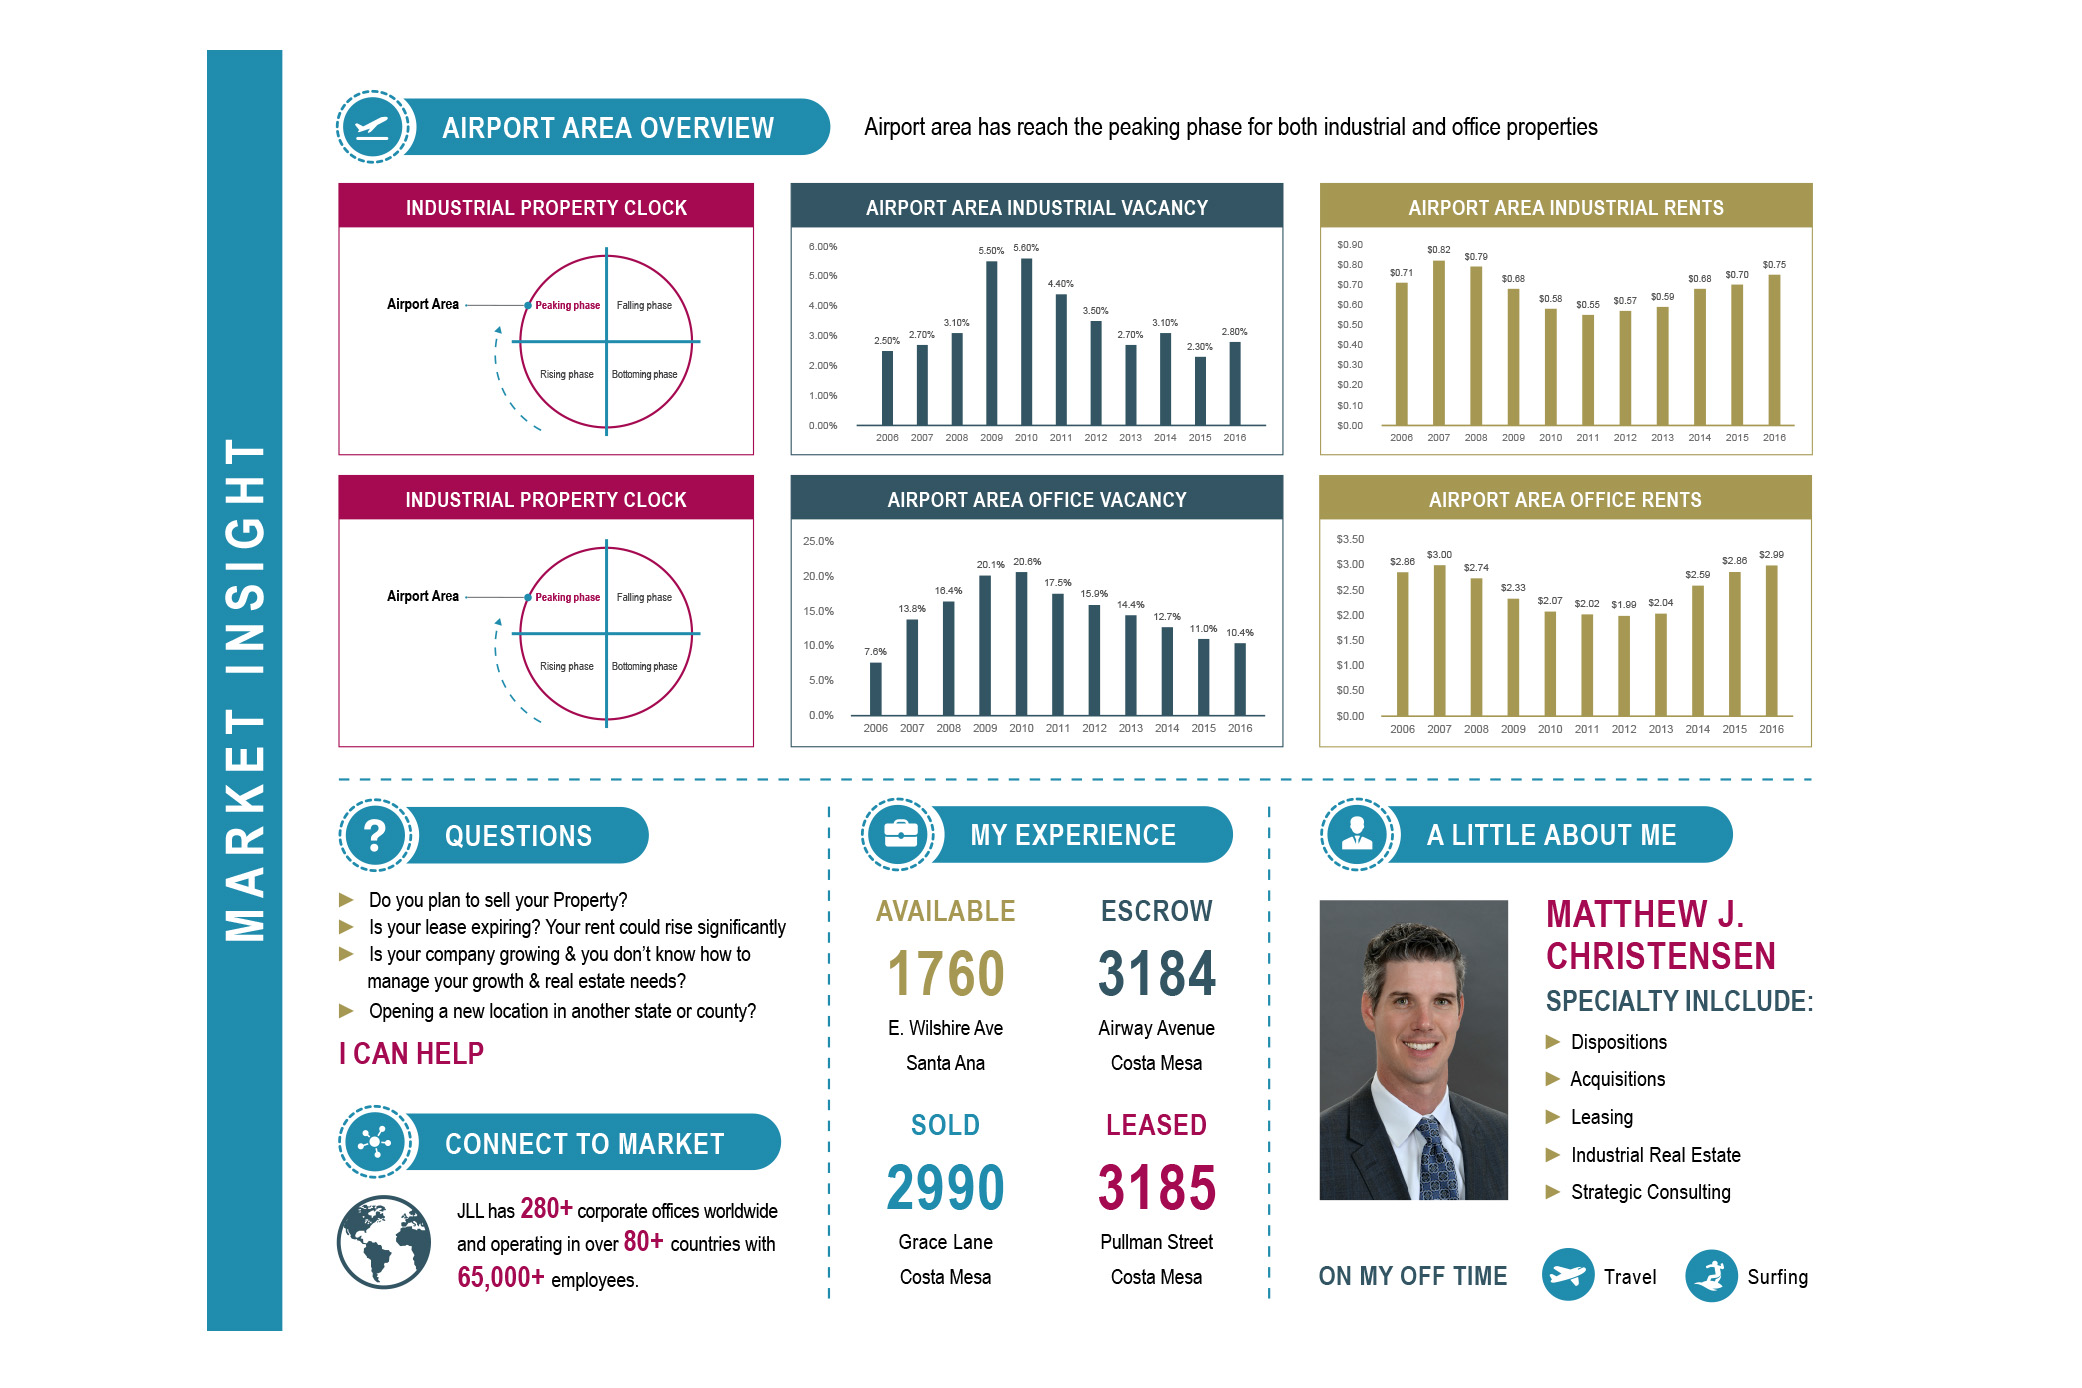 MARKET INSIGHT
AIRPORT AREA OVERVIEW
Airport area has reach the peaking phase for both industrial and office properties
INDUSTRIAL PROPERTY CLOCK
Airport Area
Peaking phase
Falling phase
Rising phase
Bottoming phase
AIRPORT AREA INDUSTRIAL VACANCY
6.00%
5.00%
4.00%
3.00%
2.00%
1.00%
0.00%
2.50%
2.70%
3.10%
5.50%
5.60%
4.40%
3.50%
2.70%
3.10%
2.30%
2.80%
2006 2007 2008 2009 2010 2011 2012 2013 2014 2015 2016
AIRPORT AREA INDUSTRIAL RENTS
$0.90
$0.80
$0.70
$0.60
$0.50
$0.40
$0.30
$0.20
$0.10
$0.00
$0.71
$0.82
$0.79
$0.68
$0.58
$0.55
$0.57
$0.59
$0.68
$0.70
$0.75
2006 2007 2008 2009 2010 2011 2012 2013 2014 2015 2016
INDUSTRIAL PROPERTY CLOCK
Airport Area
Peaking phase
Falling phase
Rising phase
Bottoming phase
AIRPORT AREA OFFICE VACANCY
25.0%
20.0%
15.0%
10.0%
5.0%
0.0%
7.6%
13.8%
16.4%
20.1%
20.6%
17.5%
15.9%
14.4%
12.7%
11.0%
10.4%
2006 2007 2008 2009 2010 2011 2012 2013 2014 2015 2016
AIRPORT AREA OFFICE RENTS
$3.50
$3.00
$2.50
$2.00
$1.50
$1.00
$0.50
$0.00
$2.86
$3.00
$2.74
$2.33
$2.07
$2.02
$1.99
$2.04
$2.59
$2.86
$2.99
2006 2007 2008 2009 2010 2011 2012 2013 2014 2015 2016
?
QUESTIONS
Do you plan to sell your Property?
Is your lease expiring? Your rent could rise significantly
Is your company growing & you don't know how to
manage your growth & real estate needs?
Opening a new location in another state or county?
I CAN HELP
CONNECT TO MARKET
JLL has 280+ corporate offices worldwide
and operating in over 80+ countries with
65,000+ employees.
MY EXPERIENCE
AVAILABLE
1760
E. Wilshire Ave
Santa Ana
ESCROW
3184
Airway Avenue
Costa Mesa
SOLD
2990
Grace Lane
Costa Mesa
LEASED
3185
Pullman Street
Costa Mesa
A LITTLE ABOUT ME
MATTHEW J.
CHRISTENSEN
SPECIALTY INLCLUDE:
Dispositions
Acquisitions
Leasing
Industrial Real Estate
Strategic Consulting
ON MY OFF TIME
Travel
Surfing